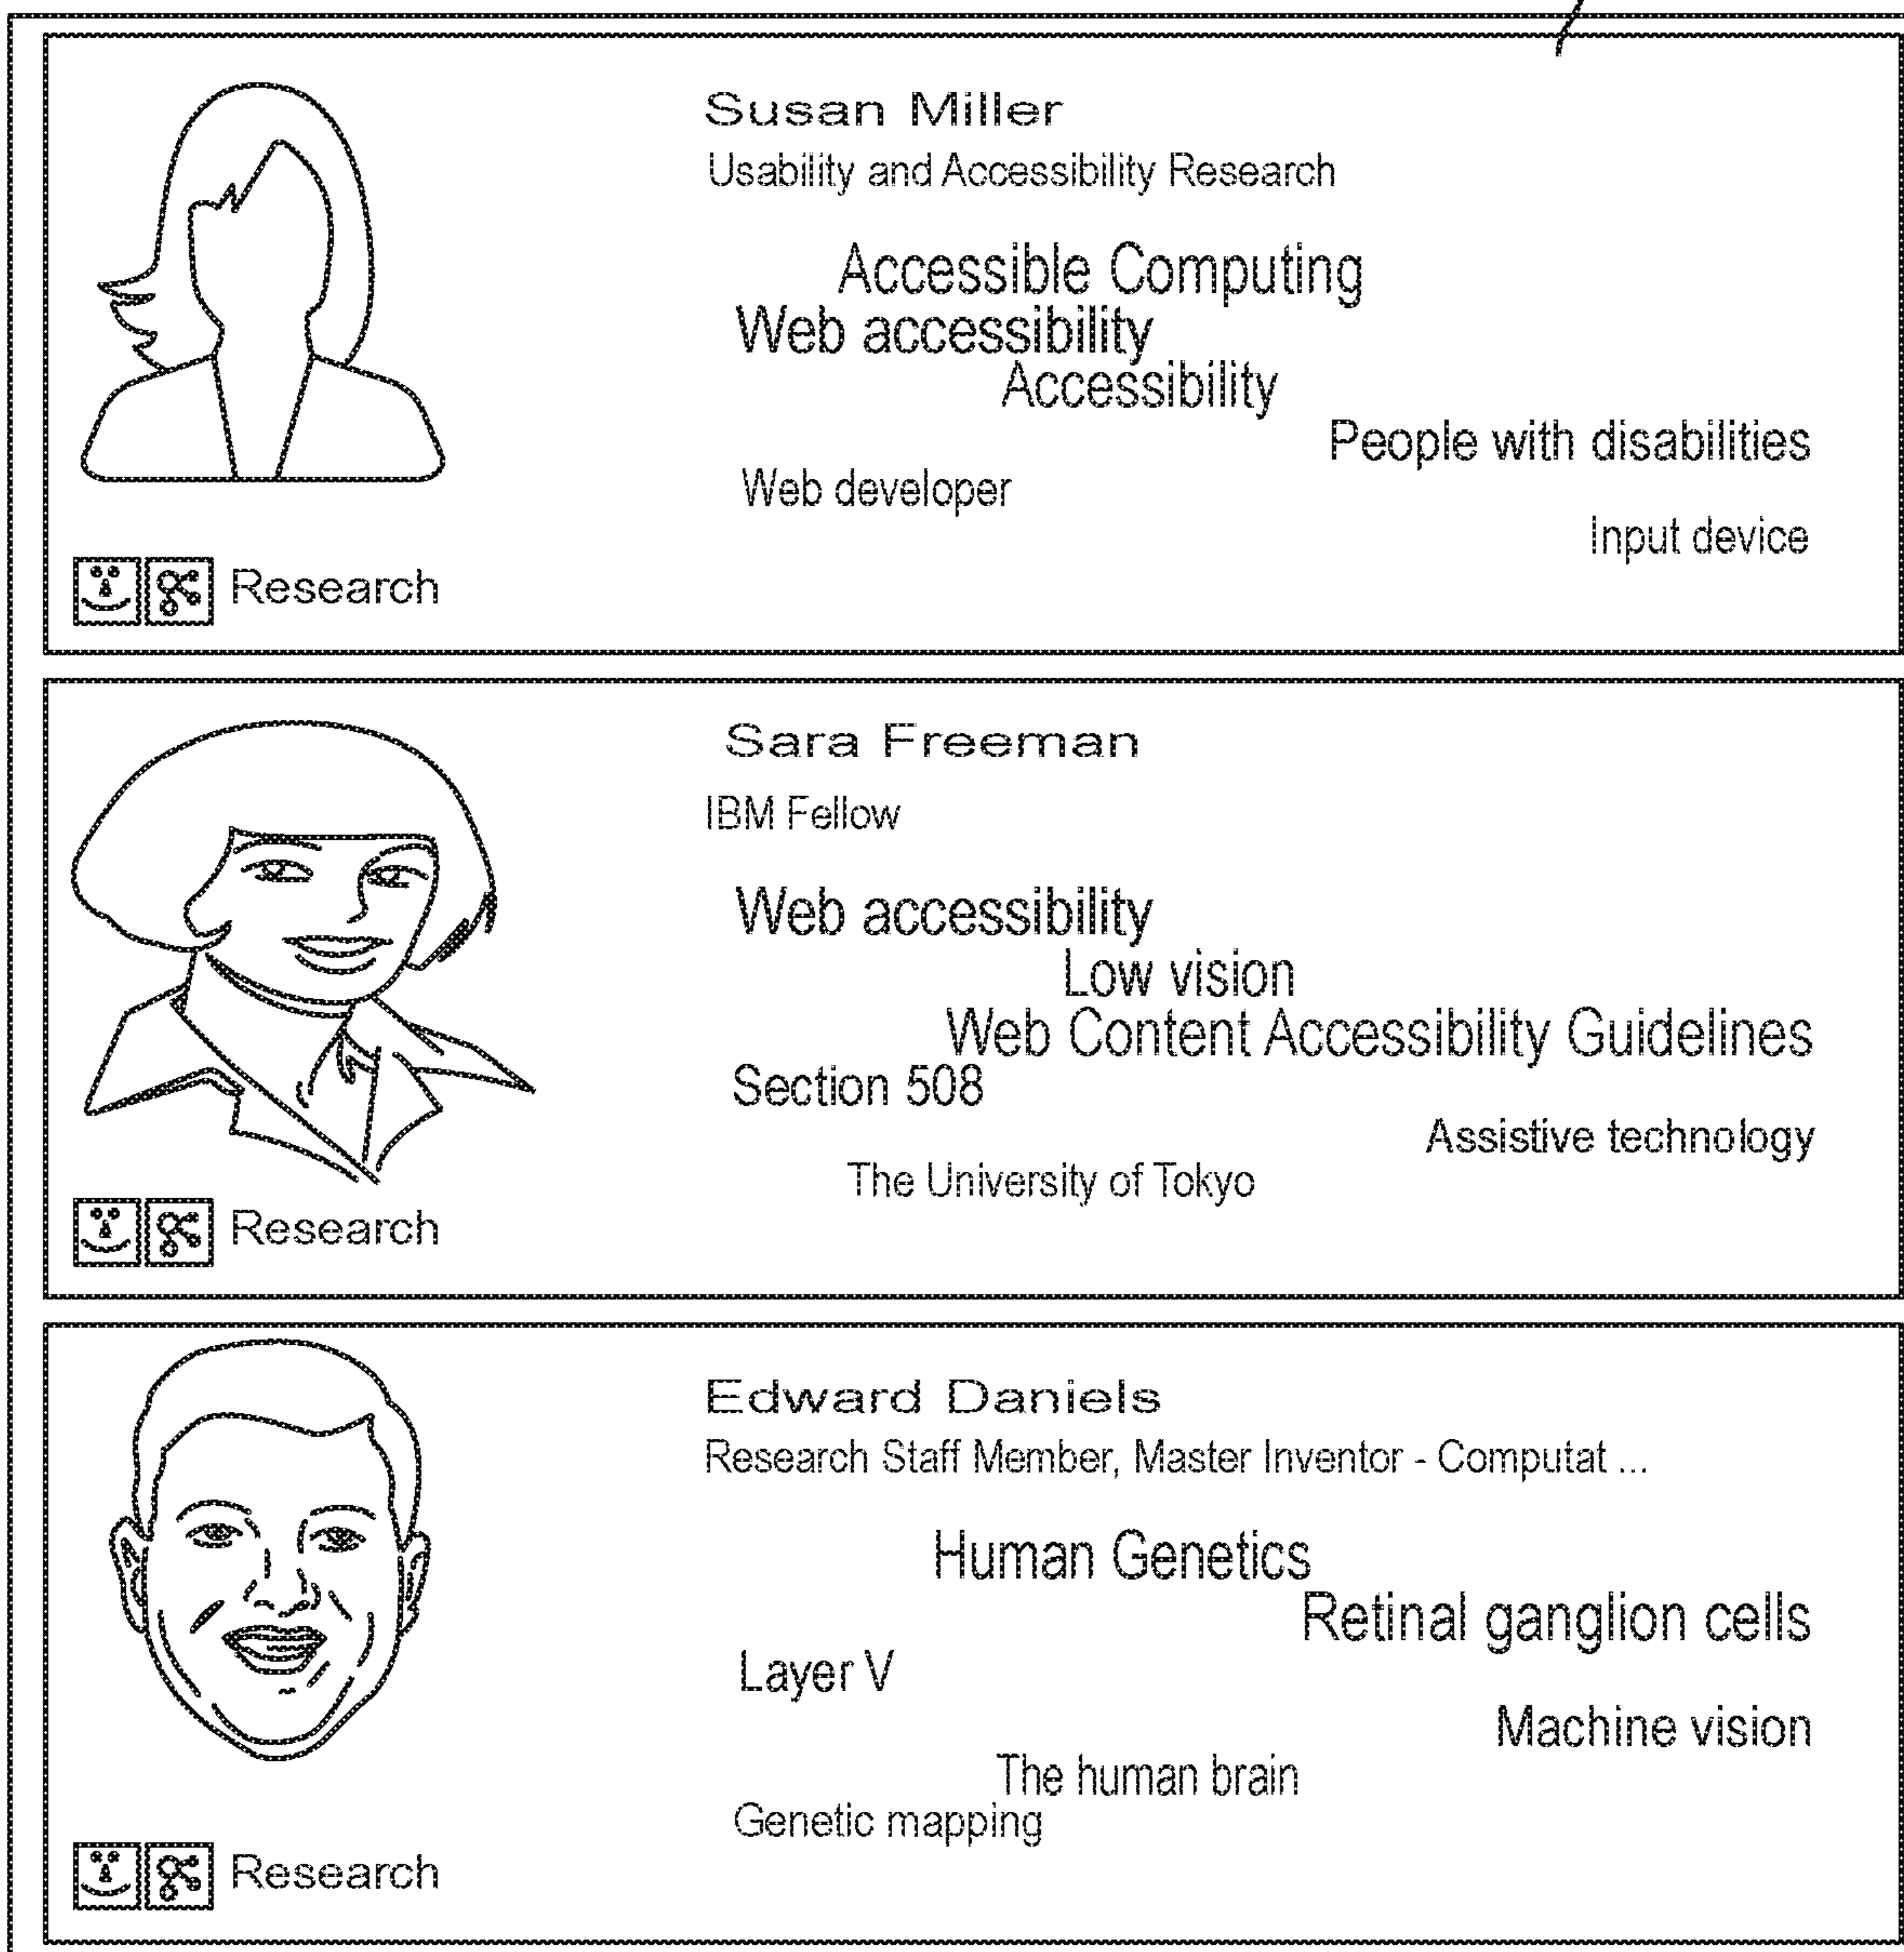 Susan Miller
Usability and Accessibility Research
Accessible Computing
Web accessibility
Accessibility
People with disabilities
Web developer
Input device
Research
Sara Freeman
IBM Fellow
Web accessibility
Low vision
Web Content Accessibility Guidelines
Section 508
Assistive technology
The University of Tokyo
Research
Edward Daniels
Research Staff Member, Master Inventor - Computat ...
Human Genetics
Retinal ganglion cells
Layer V
Machine vision
The human brain
Genetic mapping
Research